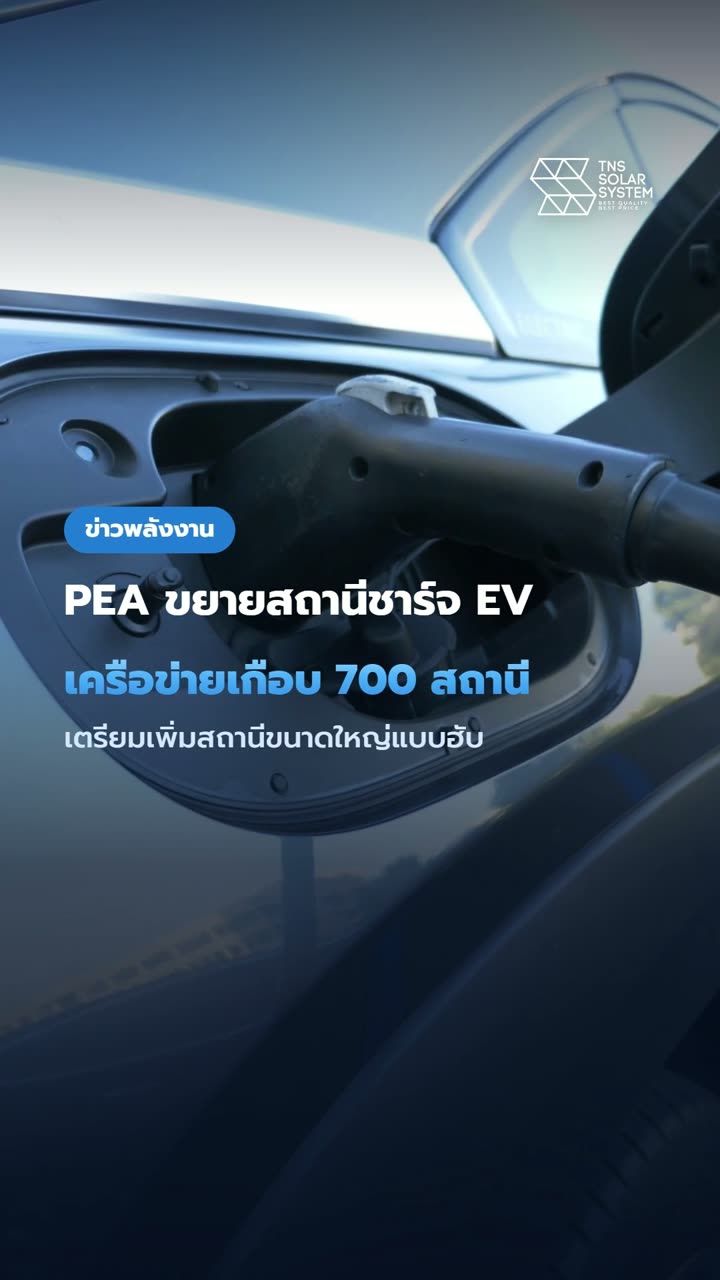 TNS
SOLAR
SYSTEM
BEST QUALITY
BEST PRICE
ข่าวพลังงาน
PEA ขยายสถานีชาร์จ EV
เครือข่ายเกือบ 700 สถานี
เตรียมเพิ่มสถานีขนาดใหญ่แบบฮับ